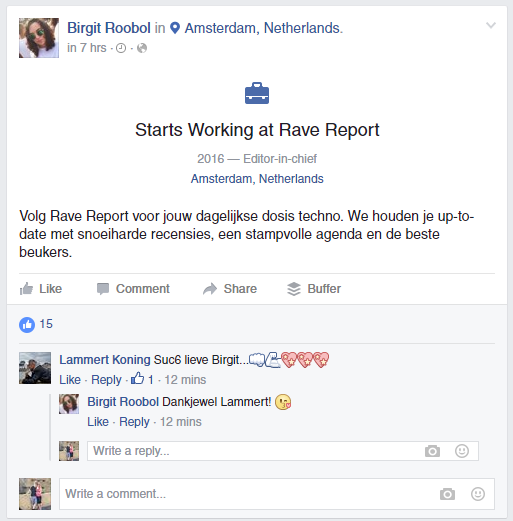 Birgit Roobol in Amsterdam, Netherlands.
in 7 hrs · ·
Starts Working at Rave Report
2016 — Editor-in-chief
Amsterdam, Netherlands
Volg Rave Report voor jouw dagelijkse dosis techno. We houden je up-to-
date met snoeiharde recensies, een stampvolle agenda en de beste
beukers.
Like Comment Share Buffer
15
Lammert Koning Suc6 lieve Birgit...👊💪💖💖💖
Like · Reply · 1 · 12 mins
Birgit Roobol Dankjewel Lammert! 😘
Like · Reply · 12 mins
Write a reply...
Write a comment...